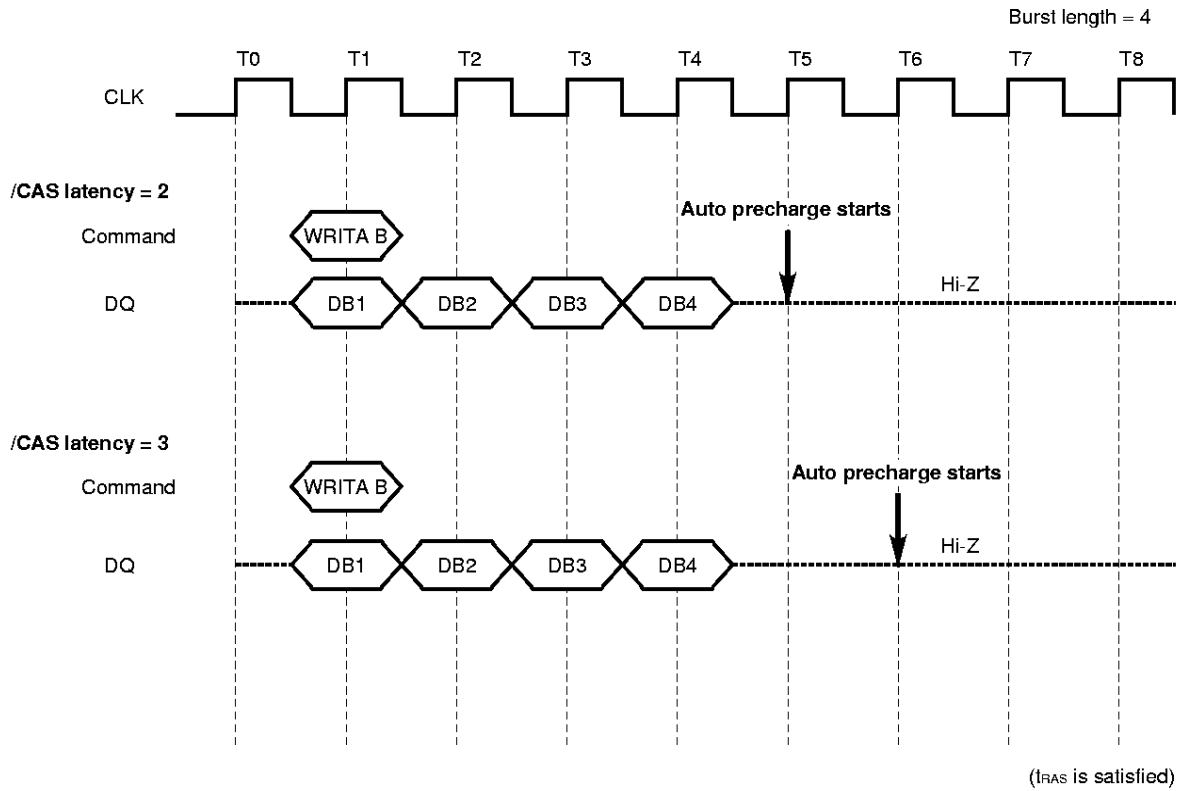 Burst length = 4
T0 T1 T2 T3 T4 T5 T6 T7 T8
CLK
/CAS latency = 2
Auto precharge starts
Command WRITA B
Hi-Z
DQ DB1 DB2 DB3 DB4
/CAS latency = 3
Auto precharge starts
Command WRITA B
Hi-Z
DQ DB1 DB2 DB3 DB4
(tRAS is satisfied)